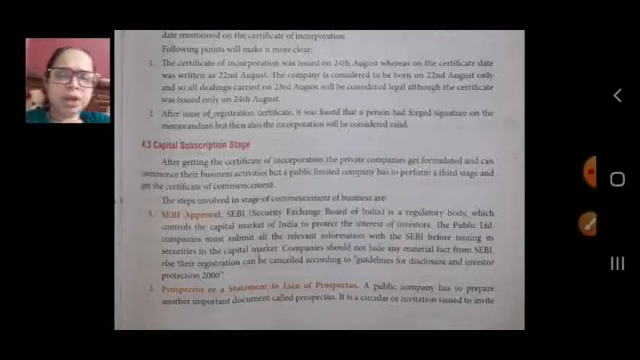 date mentioned on the certificate of incorporation.
Following points will make it more clear:
1. The certificate of incorporation was issued on 24th August whereas on the certificate date
was written as 22nd August. The company is considered to be born on 22nd August only
and so all dealings carried on 23rd August will be considered legal although the certificate
was issued only on 24th August.
2. After issue of registration certificate, it was found that a person had forged signature on the
memorandum but then also the incorporation will be considered valid.
4.3 Capital Subscription Stage
After getting the certificate of incorporation the private companies get formulated and can
commence their business activities but a public limited company has to perform a third stage and
get the certificate of commencement.
The steps involved in stage of commencement of business are
1. SEBI Approval. SEBI (Security Exchange Board of India) is a regulatory body, which
controls the capital market of India to protect the interest of investors. The Public Ltd.
companies must submit all the relevant information with the SEBI before issuing its
securities in the capital market. Companies should not hide any material fact from SEBI,
else their registration can be cancelled according to "guidelines for disclosure and investor
protection 2000".
2. Prospectus or a Statement in Lieu of Prospectus. A public company has to prepare
another important document called prospectus. It is a circular or invitation issued to invite